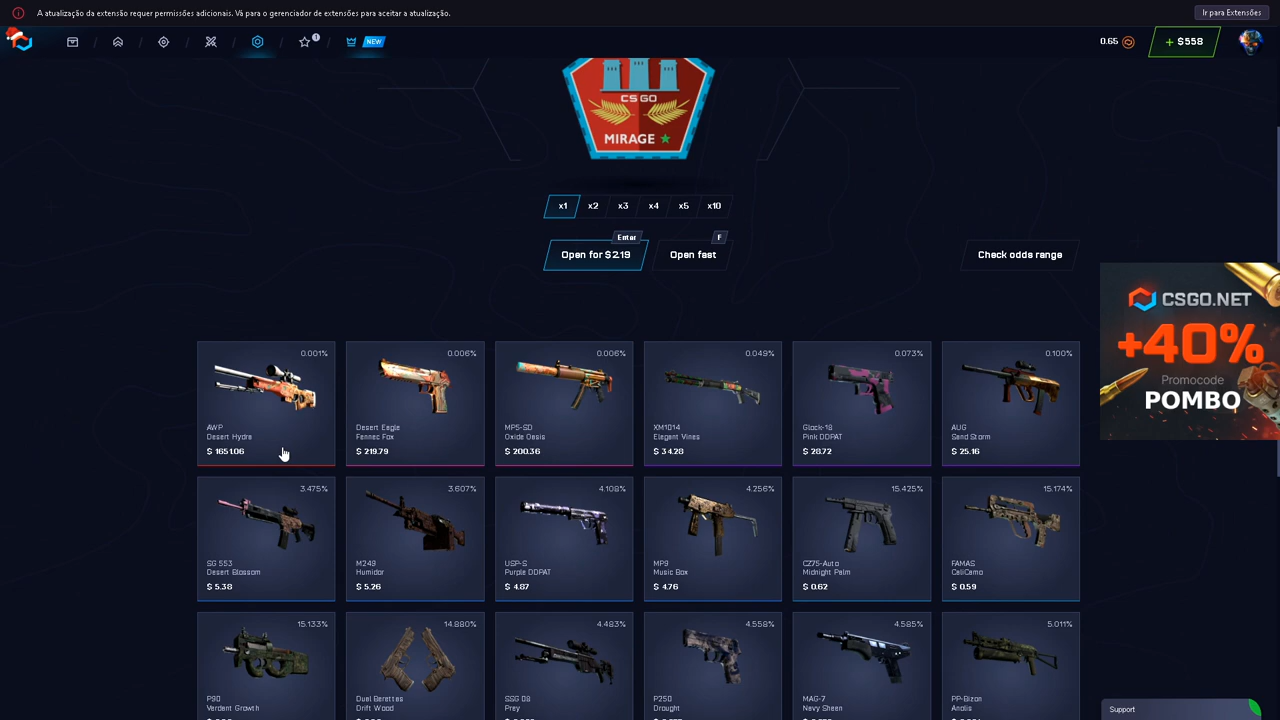 A atualização da extensão requer permissões adicionais. Vá para o gerenciador de extensões para aceitar a atualização.
Ir para Extensões
1
NEW
0.65
+ $558
CS GO
MIRAGE
x1 x2 x3 x4 x5 x10
Enter
F
Open for $2.19
Open fast
Check odds range
CSGO.NET
+40%
Promocode
POMBO
0.001%
AWP
Desert Hydra
$ 1651.06
0.006%
Desert Eagle
Fennec Fox
$ 219.79
0.006%
MP5-SD
Oxide Oasis
$ 200.36
0.049%
XM1014
Elegant Vines
$ 34.28
0.073%
Glock-18
Pink DDPAT
$ 28.72
0.100%
AUG
Sand Storm
$ 25.16
3.475%
SG 553
Desert Blossom
$ 5.38
3.607%
M249
Humidor
$ 5.26
4.108%
USP-S
Purple DDPAT
$ 4.87
4.256%
MP9
Music Box
$ 4.76
15.425%
CZ75-Auto
Midnight Palm
$ 0.62
15.174%
FAMAS
CaliCamo
$ 0.59
15.133%
P90
Verdant Growth
14.880%
Dual Berettas
Drift Wood
4.483%
SSG 08
Prey
4.558%
P250
Drought
4.585%
MAG-7
Navy Sheen
5.011%
PP-Bizon
Anolis
Support